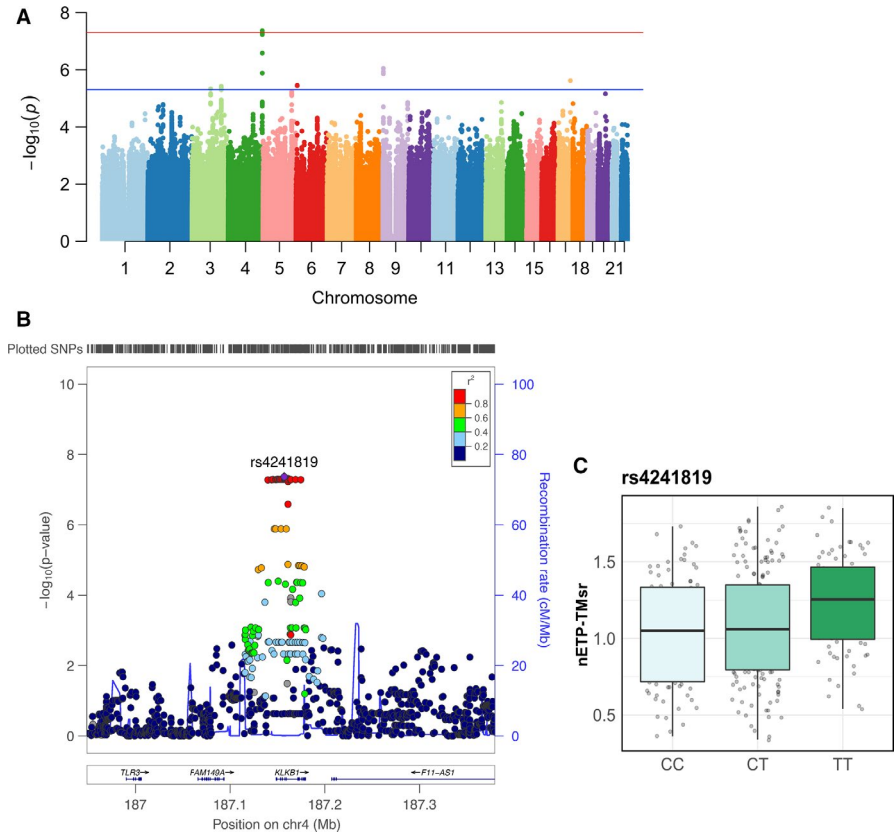 A
8
6
4
2
0
−log10(p)
1 2 3 4 5 6 7 8 9 11 13 15 18 21
Chromosome
B
Plotted SNPs
10
8
6
4
2
0
−log10(p−value)
rs4241819
r²
0.8
0.6
0.4
0.2
100
80
60
40
20
0
Recombination rate (cM/Mb)
TLR3 FAM149A KLKB1 F11−AS1
187 187.1 187.2 187.3
Position on chr4 (Mb)
C
rs4241819
1.5
1.0
0.5
nETP-TMsr
CC CT TT